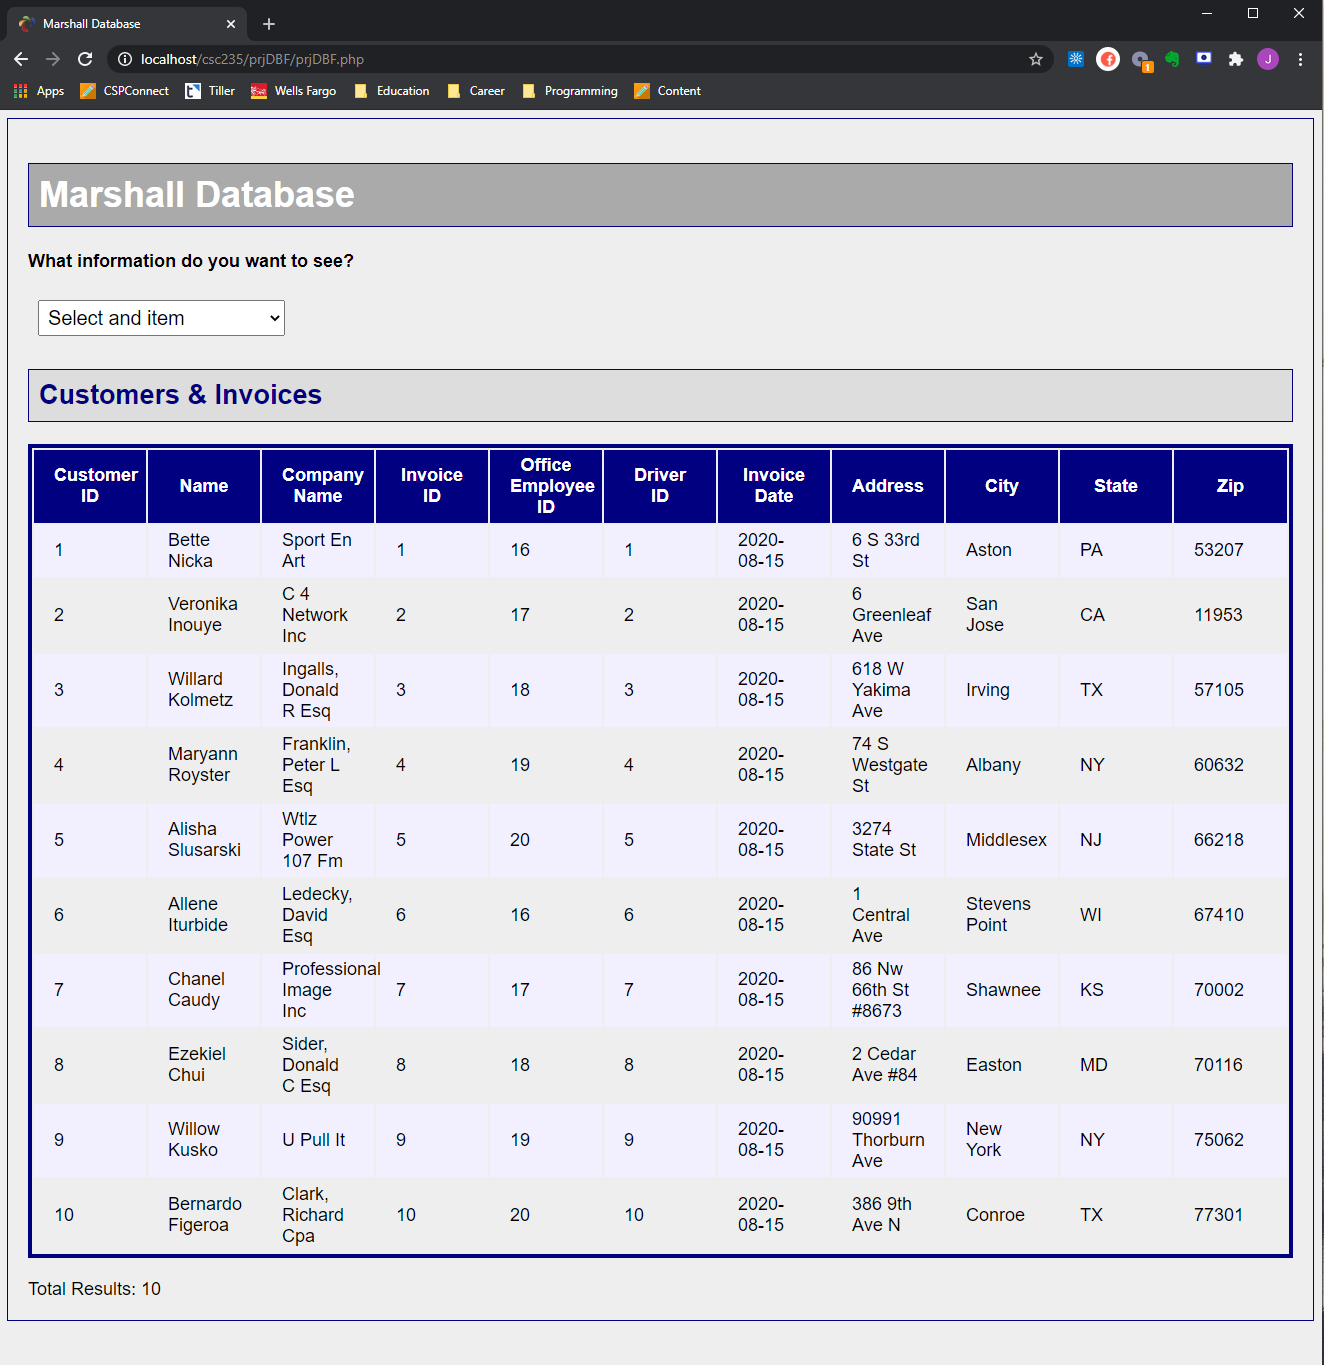 Marshall Database
localhost/csc235/prjDBF/prjDBF.php
J
1
Apps CSPConnect Tiller Wells Fargo Education Career Programming Content
Marshall Database
What information do you want to see?
Select and item
Customers & Invoices
Customer ID Name Company Name Invoice ID Office Employee ID Driver ID Invoice Date Address City State Zip
1 Bette Nicka Sport En Art 1 16 1 2020-08-15 6 S 33rd St Aston PA 53207
2 Veronika Inouye C 4 Network Inc 2 17 2 2020-08-15 6 Greenleaf Ave San Jose CA 11953
3 Willard Kolmetz Ingalls, Donald R Esq 3 18 3 2020-08-15 618 W Yakima Ave Irving TX 57105
4 Maryann Royster Franklin, Peter L Esq 4 19 4 2020-08-15 74 S Westgate St Albany NY 60632
5 Alisha Slusarski Wtlz Power 107 Fm 5 20 5 2020-08-15 3274 State St Middlesex NJ 66218
6 Allene Iturbide Ledecky, David Esq 6 16 6 2020-08-15 1 Central Ave Stevens Point WI 67410
7 Chanel Caudy Professional Image Inc 7 17 7 2020-08-15 86 Nw 66th St #8673 Shawnee KS 70002
8 Ezekiel Chui Sider, Donald C Esq 8 18 8 2020-08-15 2 Cedar Ave #84 Easton MD 70116
9 Willow Kusko U Pull It 9 19 9 2020-08-15 90991 Thorburn Ave New York NY 75062
10 Bernardo Figeroa Clark, Richard Cpa 10 20 10 2020-08-15 386 9th Ave N Conroe TX 77301
Total Results: 10